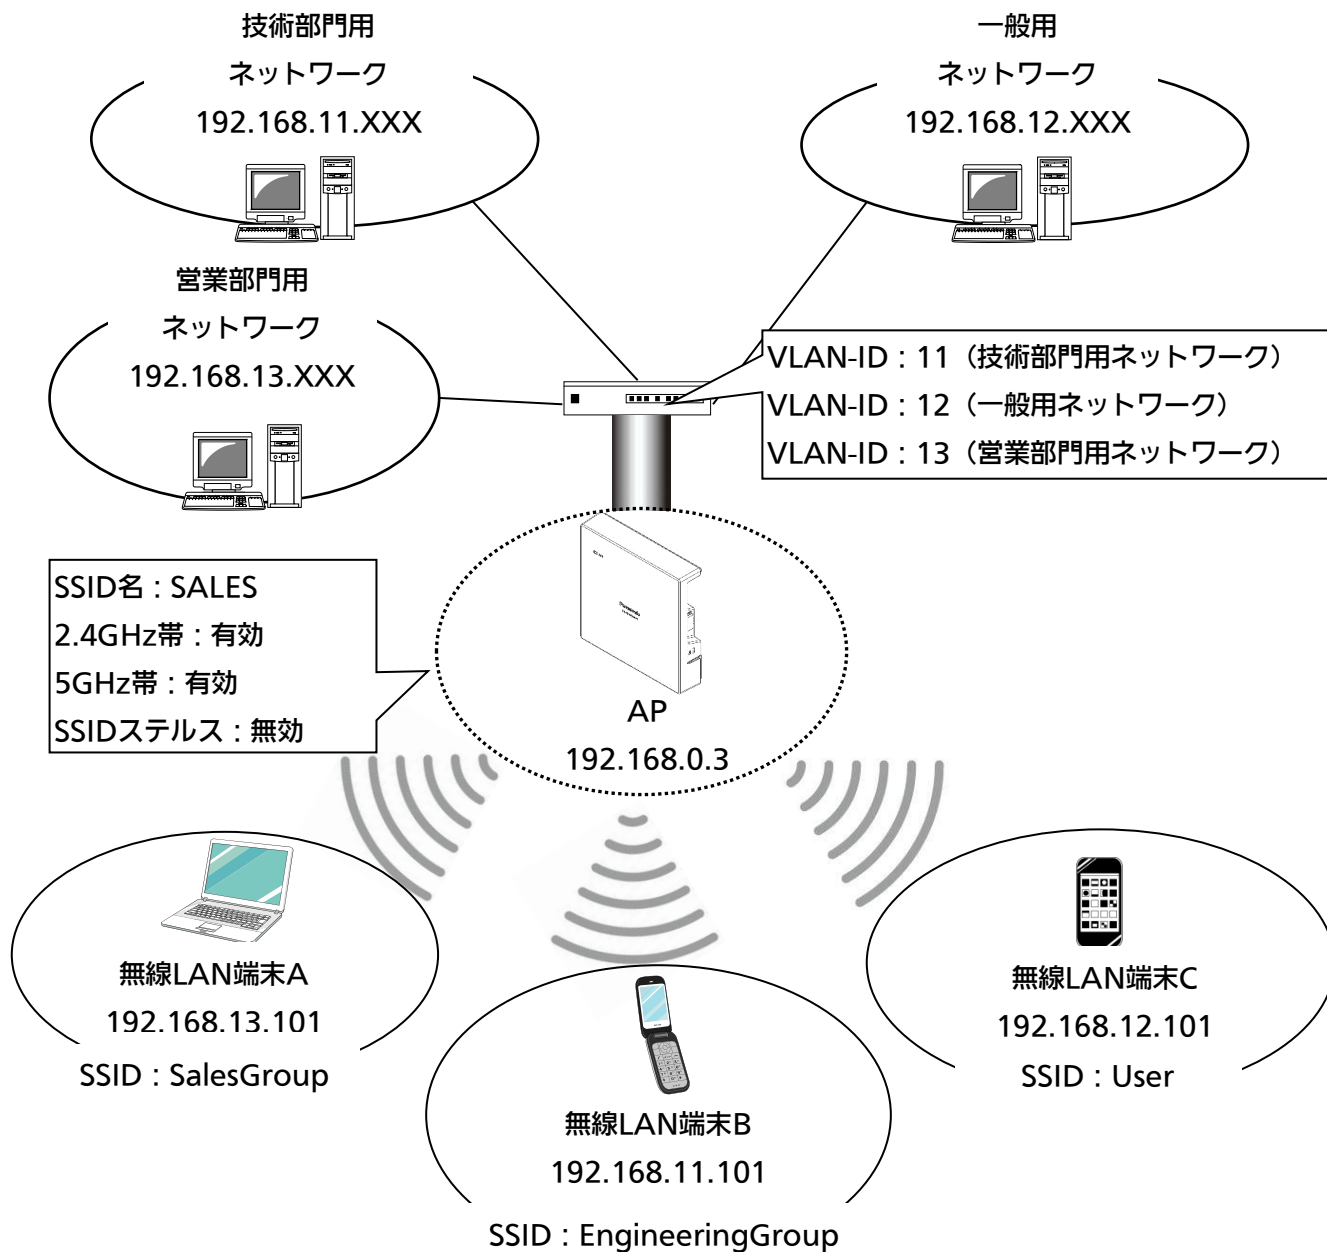 技術部門用
ネットワーク
192.168.11.XXX
一般用
ネットワーク
192.168.12.XXX
営業部門用
ネットワーク
192.168.13.XXX
VLAN-ID : 11（技術部門用ネットワーク）
VLAN-ID : 12（一般用ネットワーク）
VLAN-ID : 13（営業部門用ネットワーク）
SSID名 : SALES
2.4GHz帯 : 有効
5GHz帯 : 有効
SSIDステルス : 無効
Panasonic
AP
192.168.0.3
無線LAN端末A
192.168.13.101
SSID : SalesGroup
無線LAN端末B
192.168.11.101
SSID : EngineeringGroup
無線LAN端末C
192.168.12.101
SSID : User